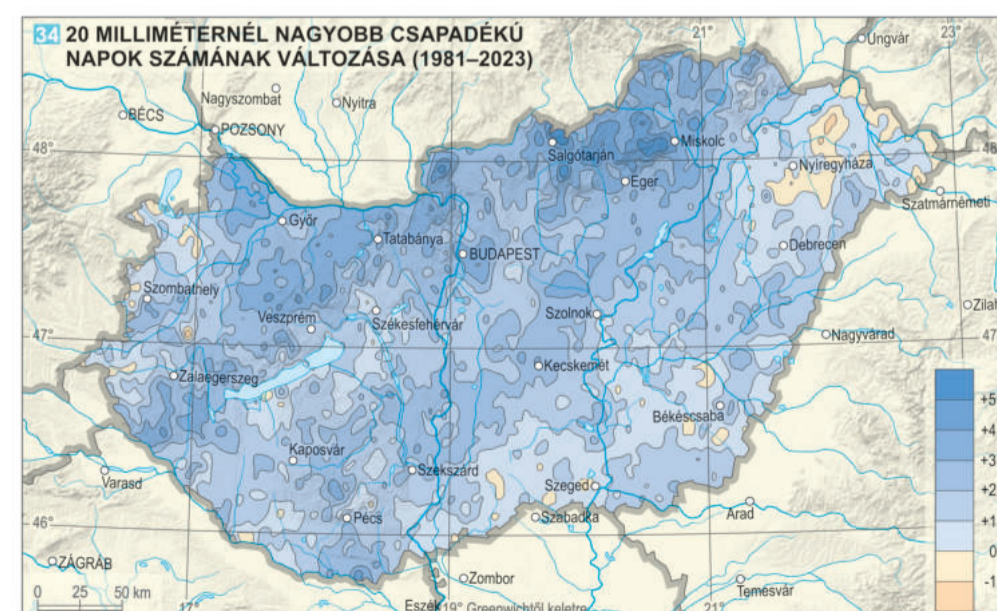 34 20 MILLIMÉTERNÉL NAGYOBB CSAPADÉKÚ
NAPOK SZÁMÁNAK VÁLTOZÁSA (1981–2023)
21°
Ungvár
23°
Nagyszombat
Nyitra
BÉCS
POZSONY
48°
Salgótarján
Miskolc
48
Nyíregyháza
Eger
Szatmárnémeti
Győr
Tatabánya
BUDAPEST
Debrecen
Szombathely
Veszprém
Székesfehérvár
Szolnok
Zilah
47°
Nagyvárad
47
Zalaegerszeg
Kecskemét
Békéscsaba
+5
+4
Kaposvár
+3
Varasd
Szekszárd
Szeged
+2
Pécs
Szabadka
Arad
46°
+1
0
ZÁGRÁB
Zombor
Temesvár
-1
0 25 50 km
17°
Eszék
19° Greenwichtől keletre
21°